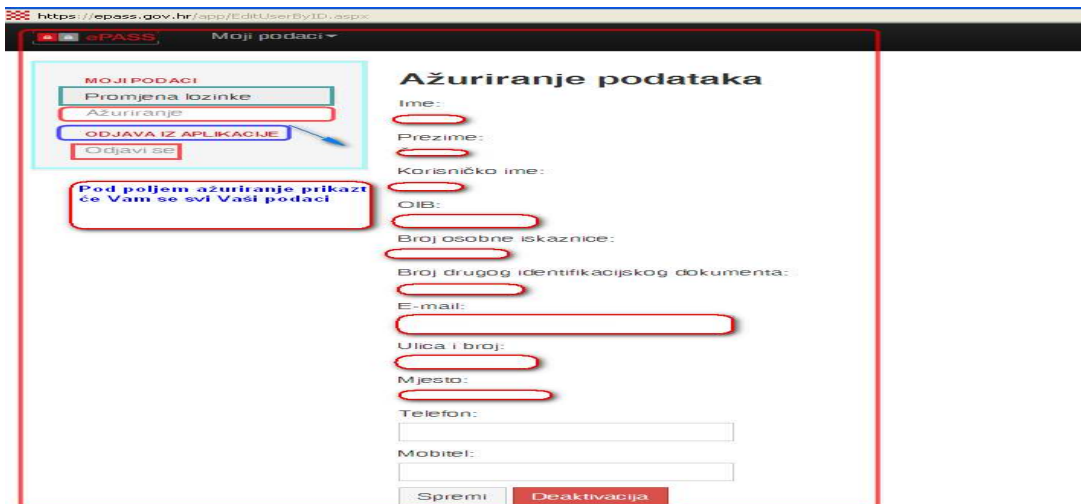 https://epass.gov.hr/app/EditUserByID.aspx
ePASS Moji podaci
MOJI PODACI
Promjena lozinke
Ažuriranje
ODJAVA IZ APLIKACIJE
Odjavi se
Pod poljem ažuriranje prikazt
će Vam se svi Vaši podaci
Ažuriranje podataka
Ime:
Prezime:
Korisničko ime:
OIB:
Broj osobne iskaznice:
Broj drugog identifikacijskog dokumenta:
E-mail:
Ulica i broj:
Mjesto:
Telefon:
Mobitel:
Spremi Deaktivacija